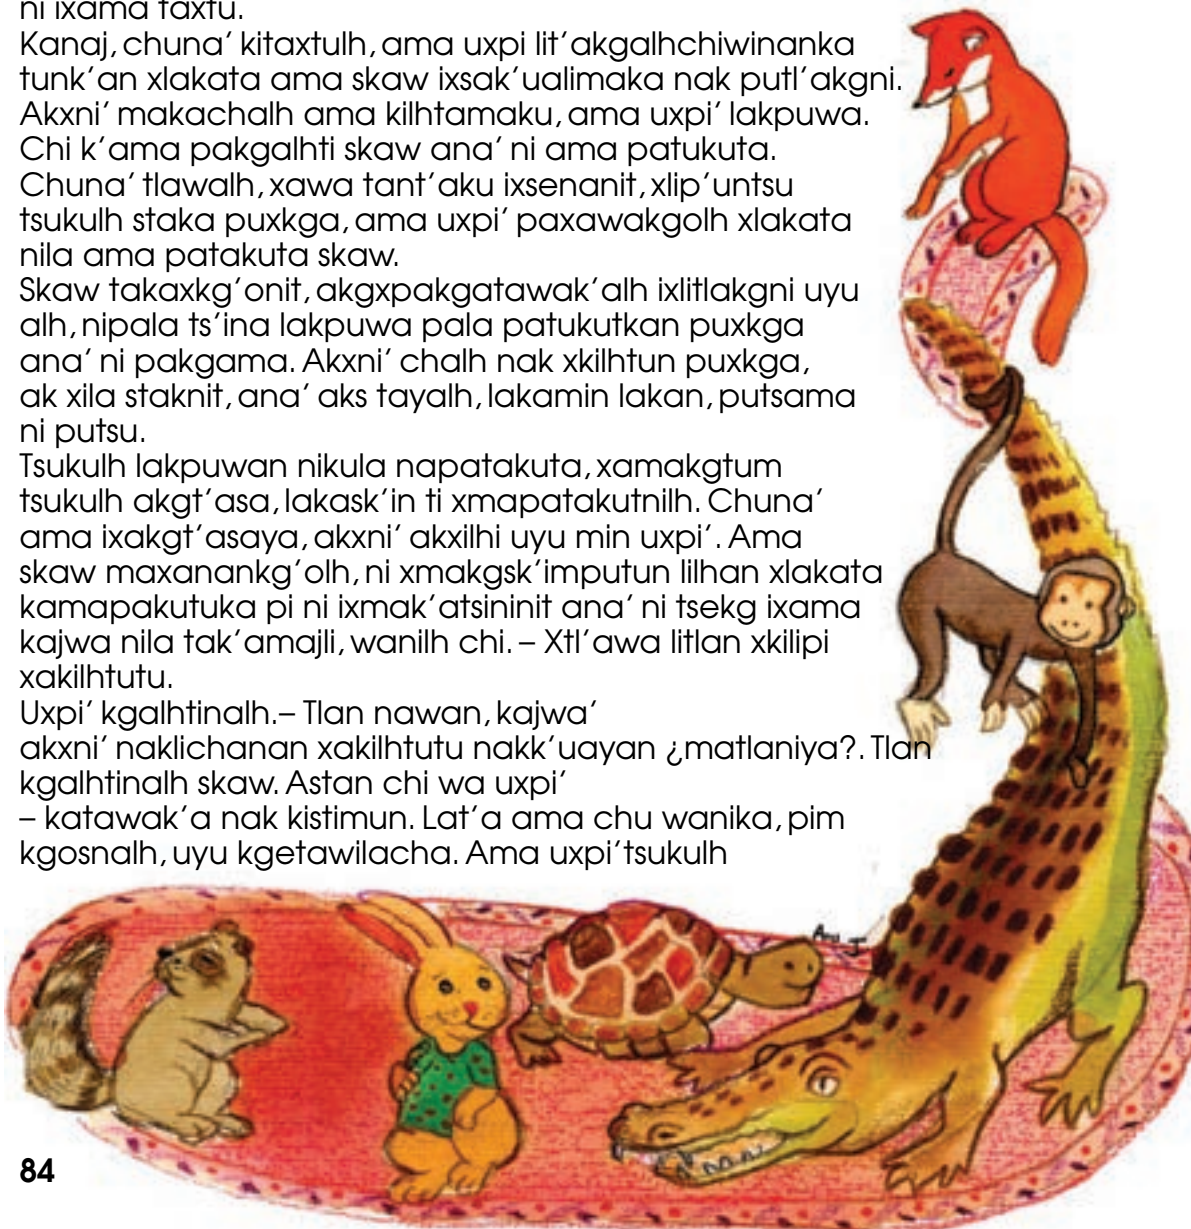 ni ixama taxtu.
Kanaj, chuna’ kitaxtulh, ama uxpi lit’akgalhchiwinanka
tunk’an xlakata ama skaw ixsak’ualimaka nak putl’akgni.
Akxni’ makachalh ama kilhtamaku, ama uxpi’ lakpuwa.
Chi k’ama pakgalhti skaw ana’ ni ama patukuta.
Chuna’ tlawalh, xawa tant’aku ixsenanit, xlip’untsu
tsukulh staka puxkga, ama uxpi’ paxawakgolh xlakata
nila ama patakuta skaw.
Skaw takaxkg’onit, akgxpakgatawak’alh ixlitlakgni uyu
alh, nipala ts’ina lakpuwa pala patukutkan puxkga
ana’ ni pakgama. Akxni’ chalh nak xkilhtun puxkga,
ak xila staknit, ana’ aks tayalh, lakamin lakan, putsama
ni putsu.
Tsukulh lakpuwan nikula napatakuta, xamakgtum
tsukulh akgt’asa, lakask’in ti xmapatakutnilh. Chuna’
ama ixakgt’asaya, akxni’ akxilhi uyu min uxpi’. Ama
skaw maxanankg’olh, ni xmakgsk’imputun lilhan xlakata
kamapakutuka pi ni ixmak’atsininit ana’ ni tsekg ixama
kajwa nila tak’amajli, wanilh chi. – Xtl’awa litlan xkilipi
xakilhtutu.
Uxpi’ kgalhtinalh.– Tlan nawan, kajwa’
akxni’ naklichanan xakilhtutu nakk’uayan ¿matlaniya?. Tlan
kgalhtinalh skaw. Astan chi wa uxpi’
– katawak’a nak kistimun. Lat’a ama chu wanika, pim
kgosnalh, uyu kgetawilacha. Ama uxpi’tsukulh
84